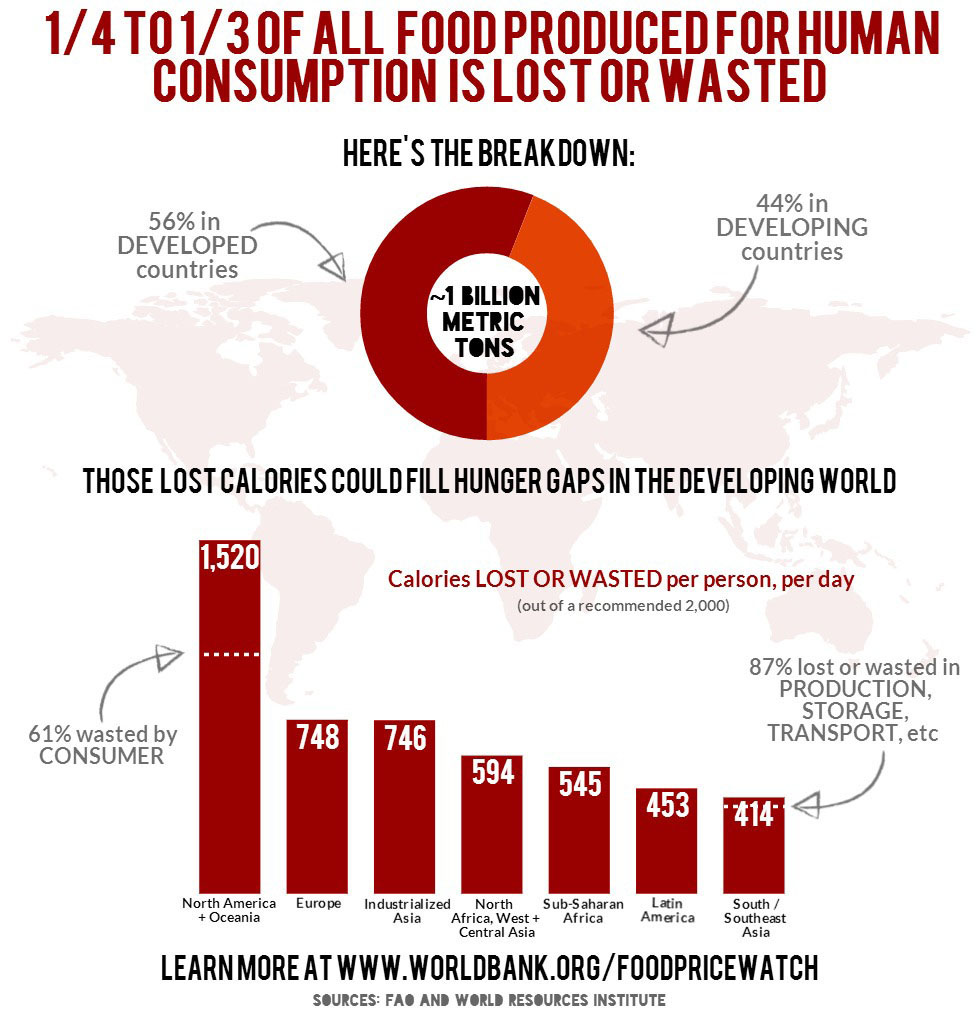 1/4 TO 1/3 OF ALL FOOD PRODUCED FOR HUMAN
CONSUMPTION IS LOST OR WASTED
HERE'S THE BREAKDOWN:
56% in
DEVELOPED
countries
44% in
DEVELOPING
countries
~1 BILLION
METRIC
TONS
THOSE LOST CALORIES COULD FILL HUNGER GAPS IN THE DEVELOPING WORLD
Calories LOST OR WASTED per person, per day
(out of a recommended 2,000)
61% wasted by
CONSUMER
87% lost or wasted in
PRODUCTION,
STORAGE,
TRANSPORT, etc
1,520
748
746
594
545
453
414
North America
+ Oceania
Europe
Industrialized
Asia
North
Africa, West +
Central Asia
Sub-Saharan
Africa
Latin
America
South /
Southeast
Asia
LEARN MORE AT WWW.WORLDBANK.ORG/FOODPRICEWATCH
SOURCES: FAO AND WORLD RESOURCES INSTITUTE